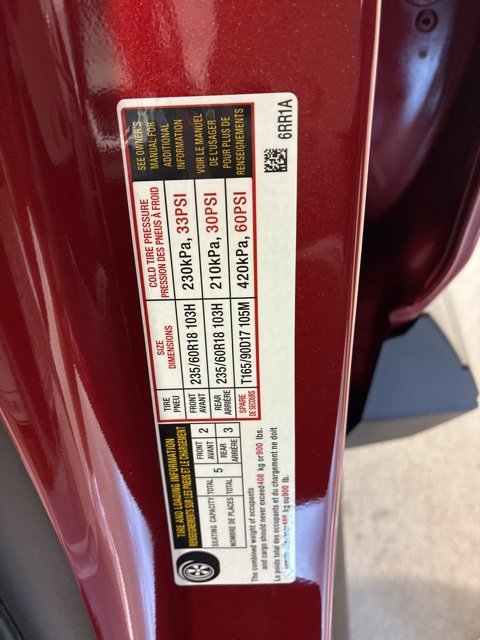 TIRE AND LOADING INFORMATION
RENSEIGNEMENTS SUR LES PNEUS ET LE CHARGEMENT
SEATING CAPACITY TOTAL 5 FRONT AVANT 2
NOMBRE DE PLACES TOTAL REAR ARRIÈRE 3
The combined weight of occupants
and cargo should never exceed 408 kg or 900 lbs.
Le poids total des occupants et du chargement ne doit
408 kg ou 900 lb.
TIRE PNEU SIZE DIMENSIONS COLD TIRE PRESSURE PRESSION DES PNEUS À FROID
FRONT AVANT 235/60R18 103H 230kPa, 33PSI
REAR ARRIÈRE 235/60R18 103H 210kPa, 30PSI
SPARE DE SECOURS T165/90D17 105M 420kPa, 60PSI
SEE OWNER'S
MANUAL FOR
ADDITIONAL
INFORMATION
VOIR LE MANUEL
DE L'USAGER
POUR PLUS DE
RENSEIGNEMENTS
6RR1A